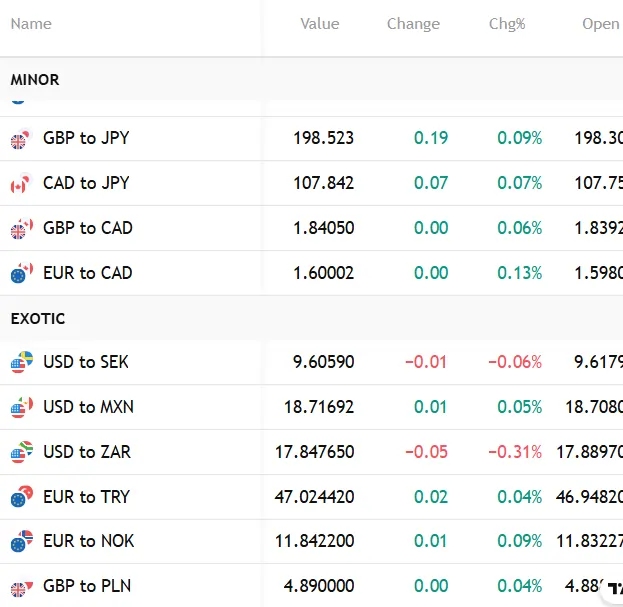 Name Value Change Chg% Open
MINOR
GBP to JPY 198.523 0.19 0.09% 198.30
CAD to JPY 107.842 0.07 0.07% 107.75
GBP to CAD 1.84050 0.00 0.06% 1.8392
EUR to CAD 1.60002 0.00 0.13% 1.5980
EXOTIC
USD to SEK 9.60590 −0.01 −0.06% 9.6179
USD to MXN 18.71692 0.01 0.05% 18.7080
USD to ZAR 17.847650 −0.05 −0.31% 17.88970
EUR to TRY 47.024420 0.02 0.04% 46.94820
EUR to NOK 11.842200 0.01 0.09% 11.83227
GBP to PLN 4.890000 0.00 0.04% 4.88